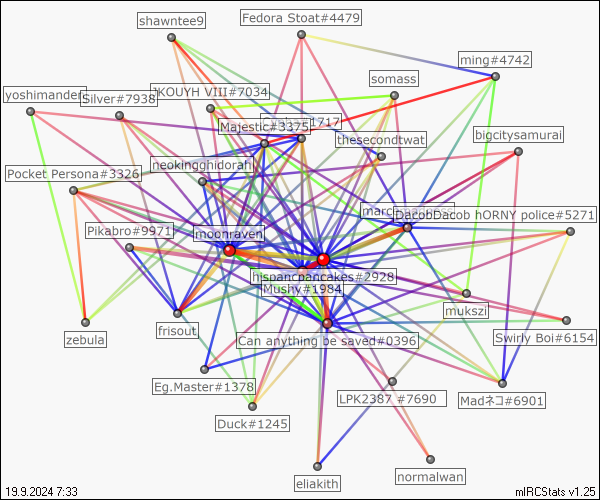 shawntee9
Fedora Stoat#4479
ming#4742
somass
yoshimander
Silver#7938
JKOUYH VIII#7034
1717
Majestic#3375
thesecondtwat
bigcitysamurai
neokingghidorah
Pocket Persona#3326
DacobDacob hORNY police#5271
Pikabro#9971
moonraven
hispancpancakes#2928
Mushy#1984
mukszi
zebula
frisout
Can anything be saved#0396
Swirly Boi#6154
Eg.Master#1378
LPK2387 #7690
Madネコ#6901
Duck#1245
eliakith
normalwan
19.9.2024 7:33
mIRCStats v1.25